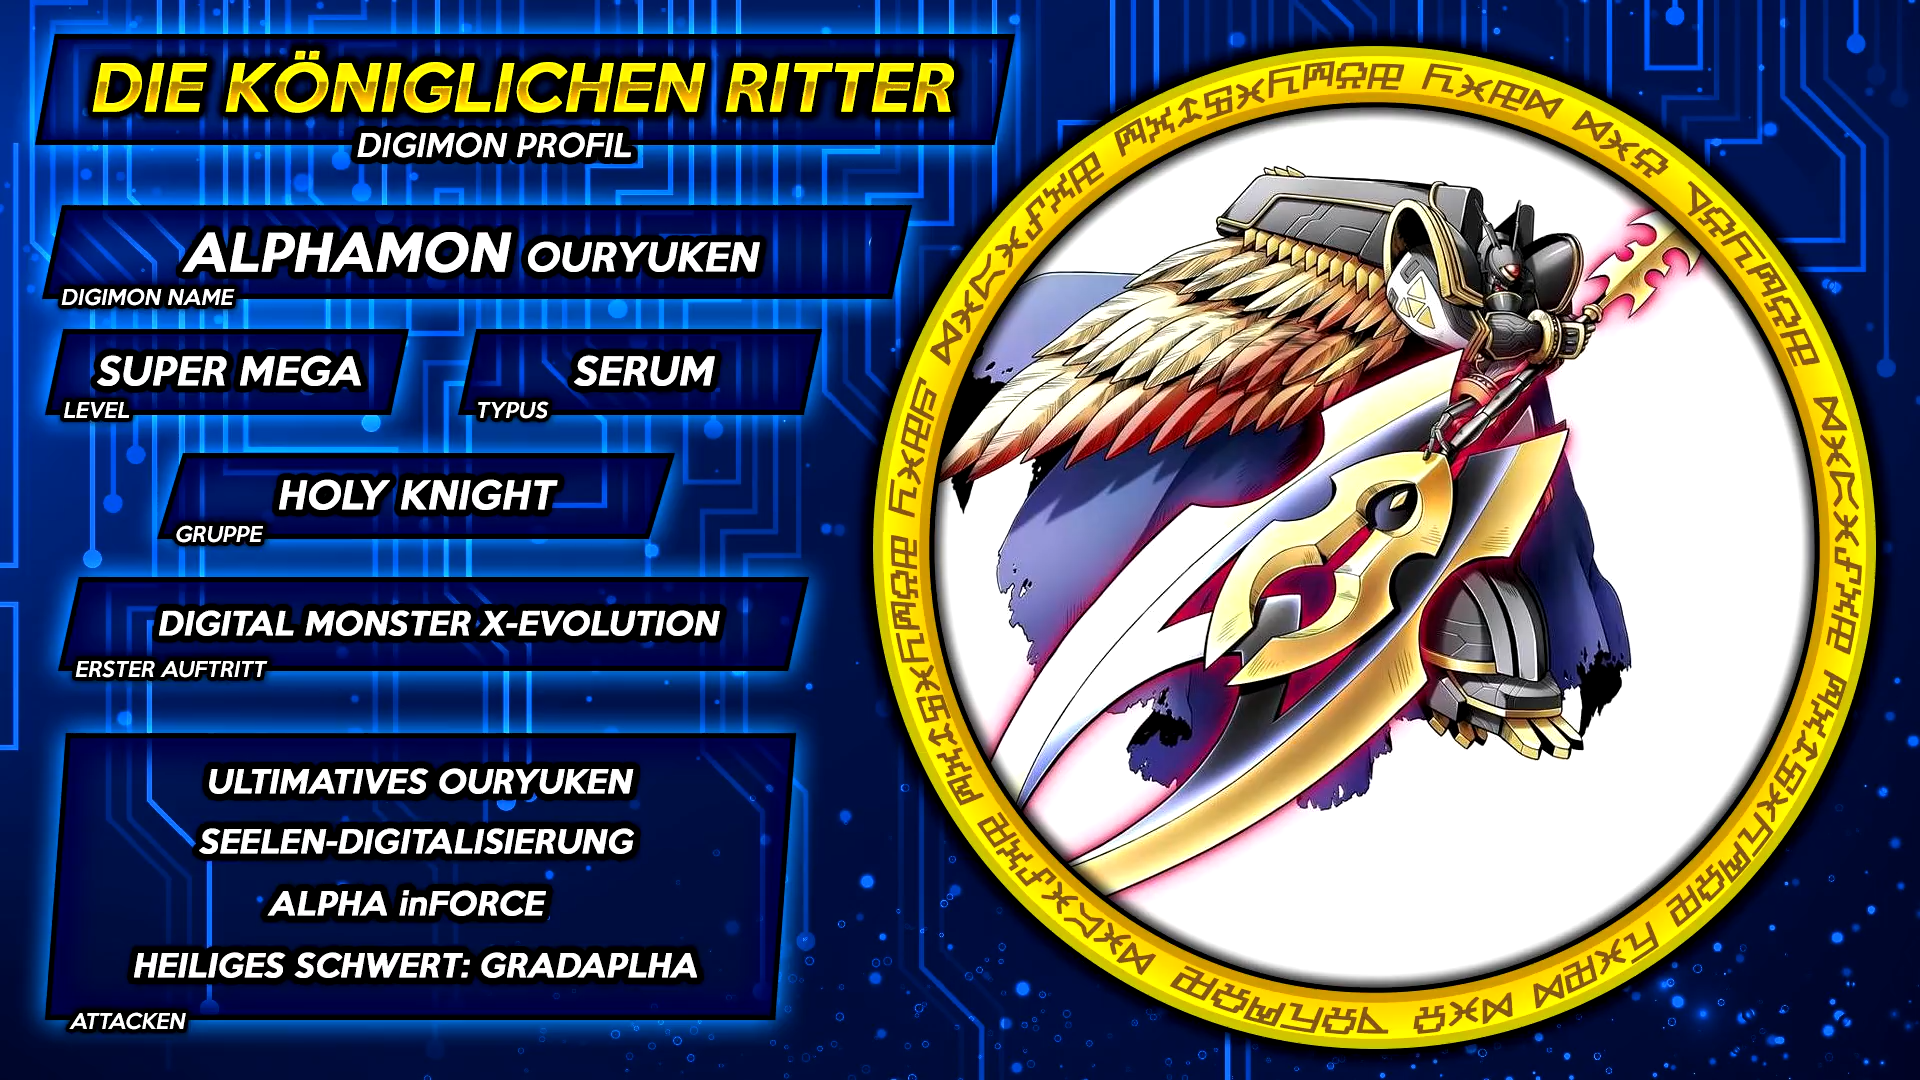 DIE KÖNIGLICHEN RITTER
DIGIMON PROFIL
ALPHAMON OURYUKEN
DIGIMON NAME
SUPER MEGA
LEVEL
SERUM
TYPUS
HOLY KNIGHT
GRUPPE
DIGITAL MONSTER X-EVOLUTION
ERSTER AUFTRITT
ULTIMATIVES OURYUKEN
SEELEN-DIGITALISIERUNG
ALPHA inFORCE
HEILIGES SCHWERT: GRADAPLHA
ATTACKEN